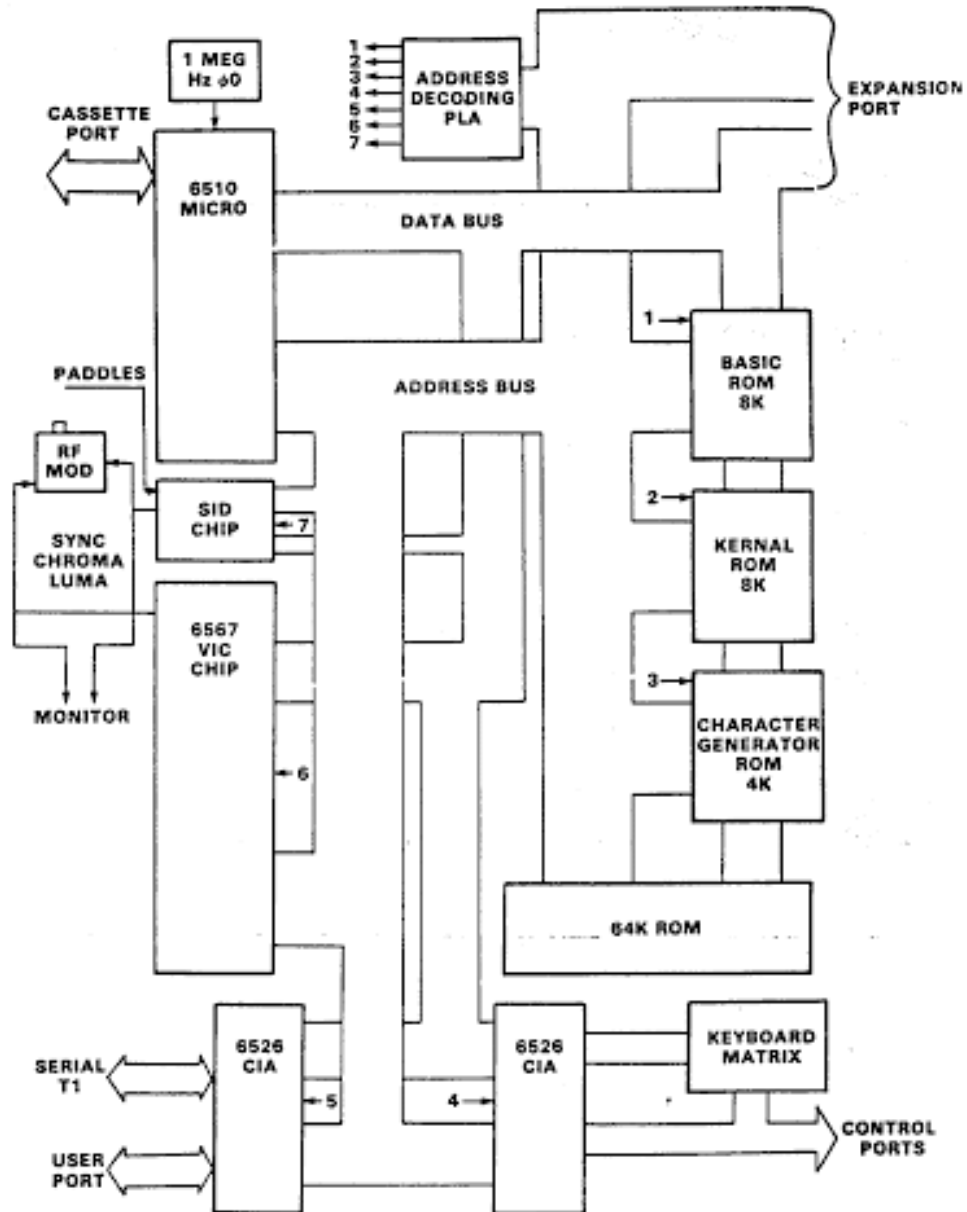 1 MEG
Hz φ0
1
2
3
4
5
6
7
ADDRESS
DECODING
PLA
EXPANSION
PORT
CASSETTE
PORT
6510
MICRO
DATA BUS
1
BASIC
ROM
8K
PADDLES
ADDRESS BUS
RF
MOD
SID
CHIP
7
2
KERNAL
ROM
8K
SYNC
CHROMA
LUMA
6567
VIC
CHIP
3
CHARACTER
GENERATOR
ROM
4K
MONITOR
6
64K ROM
6526
CIA
6526
CIA
KEYBOARD
MATRIX
SERIAL
T1
5
4
CONTROL
PORTS
USER
PORT